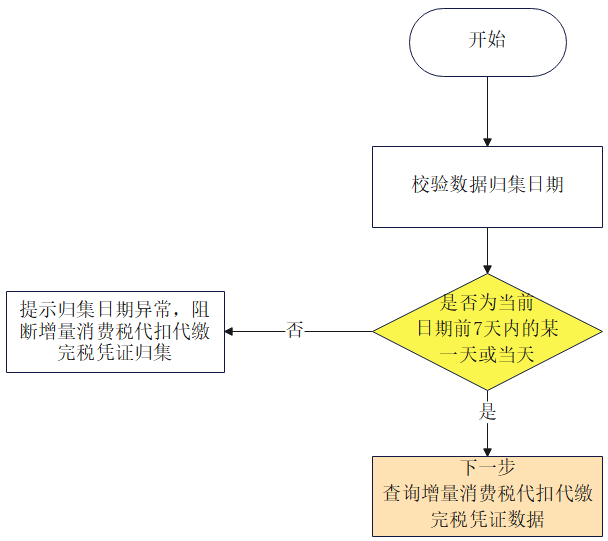 开始
校验数据归集日期
是否为当前
日期前7天内的某
一天或当天
否
提示归集日期异常，阻
断增量消费税代扣代缴
完税凭证归集
是
下一步
查询增量消费税代扣代缴
完税凭证数据